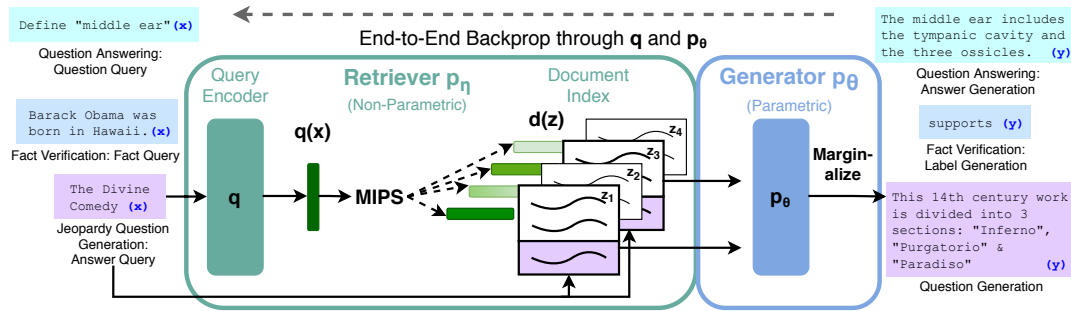 Define "middle ear" (x)
Question Answering:
Question Query
Barack Obama was
born in Hawaii. (x)
Fact Verification: Fact Query
The Divine
Comedy (x)
Jeopardy Question
Generation:
Answer Query
End-to-End Backprop through q and pθ
Query
Encoder
q
Retriever pη
(Non-Parametric)
q(x)
MIPS
Document
Index
d(z)
z4
z3
z2
z1
Generator pθ
(Parametric)
pθ
Margin-
alize
The middle ear includes
the tympanic cavity and
the three ossicles. (y)
Question Answering:
Answer Generation
supports (y)
Fact Verification:
Label Generation
This 14th century work
is divided into 3
sections: "Inferno",
"Purgatorio" &
"Paradiso" (y)
Question Generation